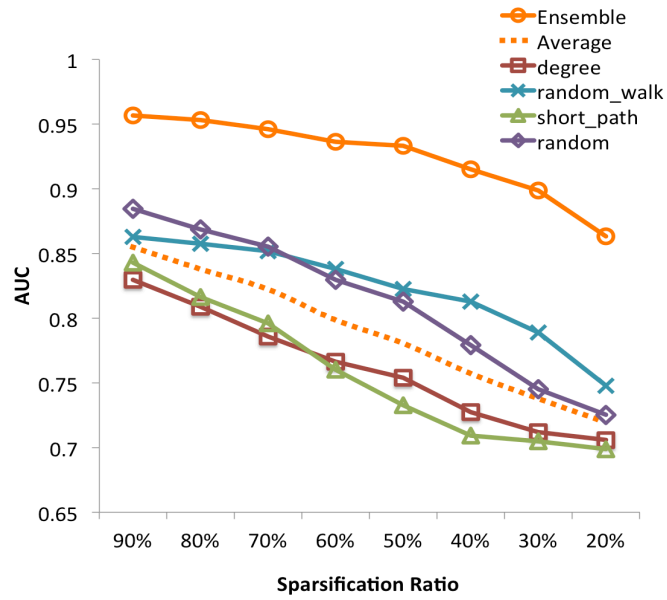 Ensemble
Average
degree
random_walk
short_path
random
1
0.95
0.9
0.85
0.8
0.75
0.7
0.65
AUC
90% 80% 70% 60% 50% 40% 30% 20%
Sparsification Ratio